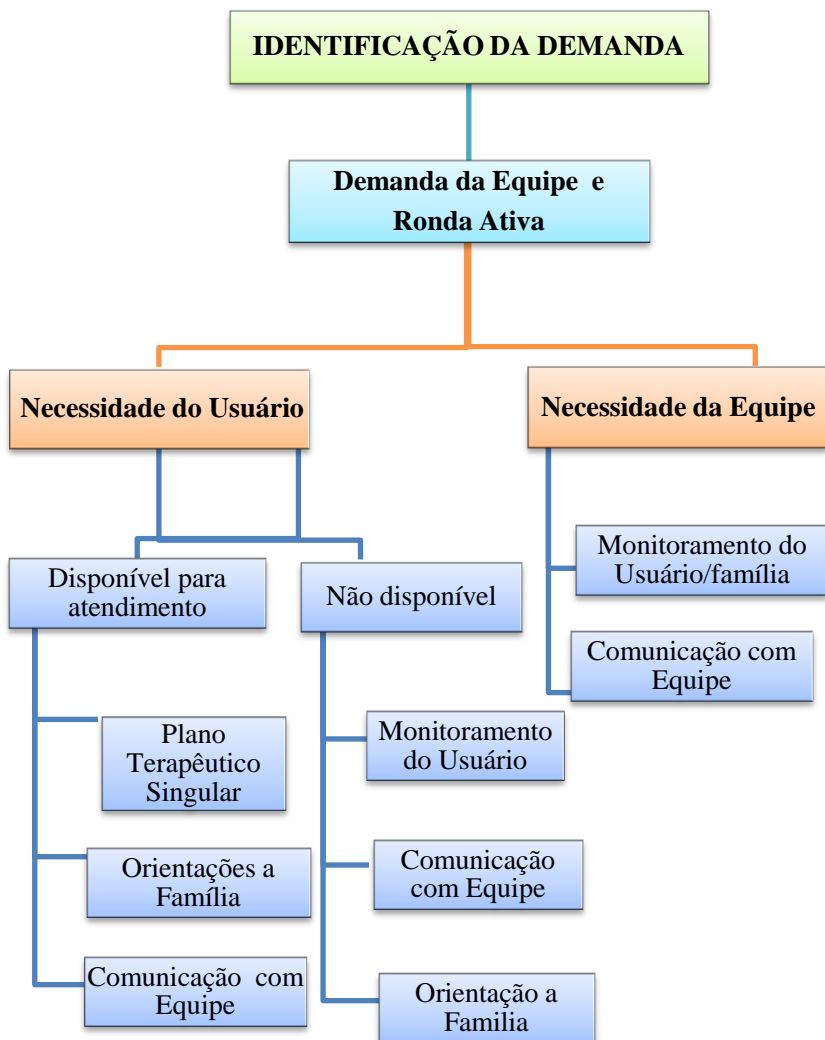 IDENTIFICAÇÃO DA DEMANDA
Demanda da Equipe e
Ronda Ativa
Necessidade do Usuário
Necessidade da Equipe
Disponível para
atendimento
Não disponível
Monitoramento do
Usuário/família
Comunicação com
Equipe
Plano
Terapêutico
Singular
Monitoramento
do Usuário
Orientações a
Família
Comunicação
com Equipe
Comunicação com
Equipe
Orientação a
Familia